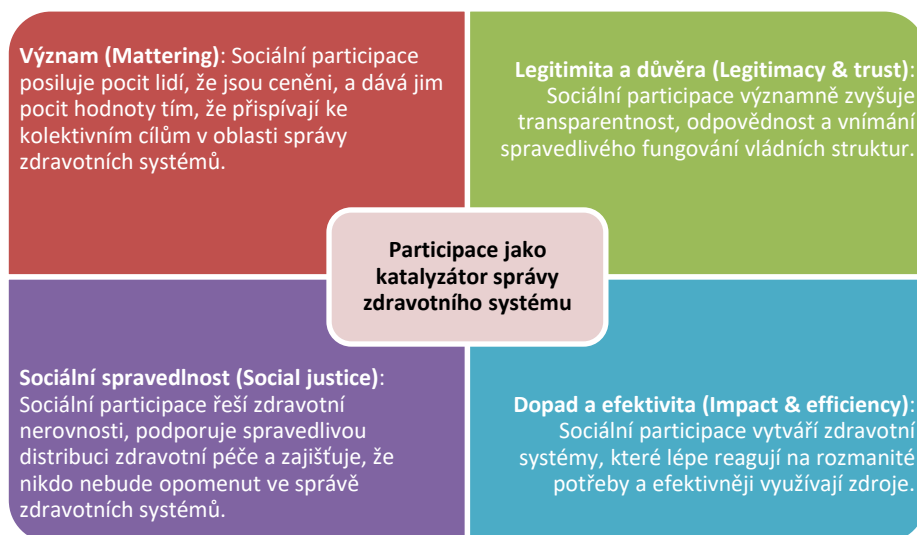 Význam (Mattering): Sociální participace
posiluje pocit lidí, že jsou ceněni, a dává jim
pocit hodnoty tím, že přispívají ke
kolektivním cílům v oblasti správy
zdravotních systémů.
Legitimita a důvěra (Legitimacy & trust):
Sociální participace významně zvyšuje
transparentnost, odpovědnost a vnímání
spravedlivého fungování vládních struktur.
Participace jako
katalyzátor správy
zdravotního systému
Sociální spravedlnost (Social justice):
Sociální participace řeší zdravotní
nerovnosti, podporuje spravedlivou
distribuci zdravotní péče a zajišťuje, že
nikdo nebude opomenut ve správě
zdravotních systémů.
Dopad a efektivita (Impact & efficiency):
Sociální participace vytváří zdravotní
systémy, které lépe reagují na rozmanité
potřeby a efektivněji využívají zdroje.